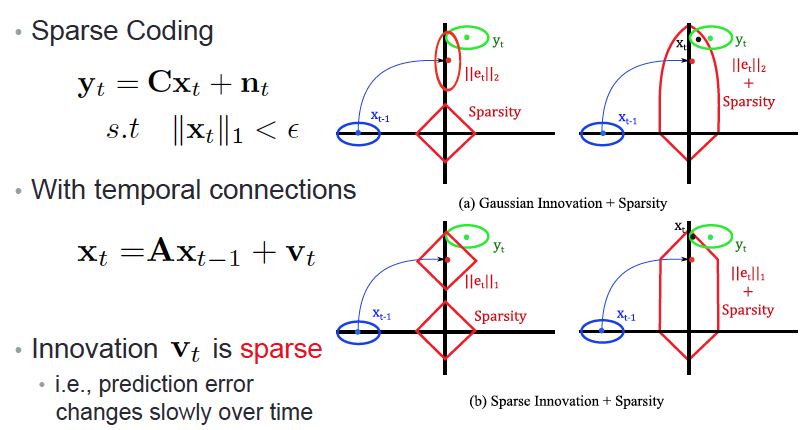 • Sparse Coding
y_t = Cx_t + n_t
s.t ‖x_t‖_1 < ϵ
• With temporal connections
x_t =Ax_{t−1} + v_t
• Innovation v_t is sparse
• i.e., prediction error
changes slowly over time
y_t
||e_t||_2
x_{t-1}
Sparsity
x_t
y_t
||e_t||_2
+
Sparsity
x_{t-1}
(a) Gaussian Innovation + Sparsity
y_t
||e_t||_1
x_{t-1}
Sparsity
x_t
y_t
||e_t||_1
+
Sparsity
x_{t-1}
(b) Sparse Innovation + Sparsity